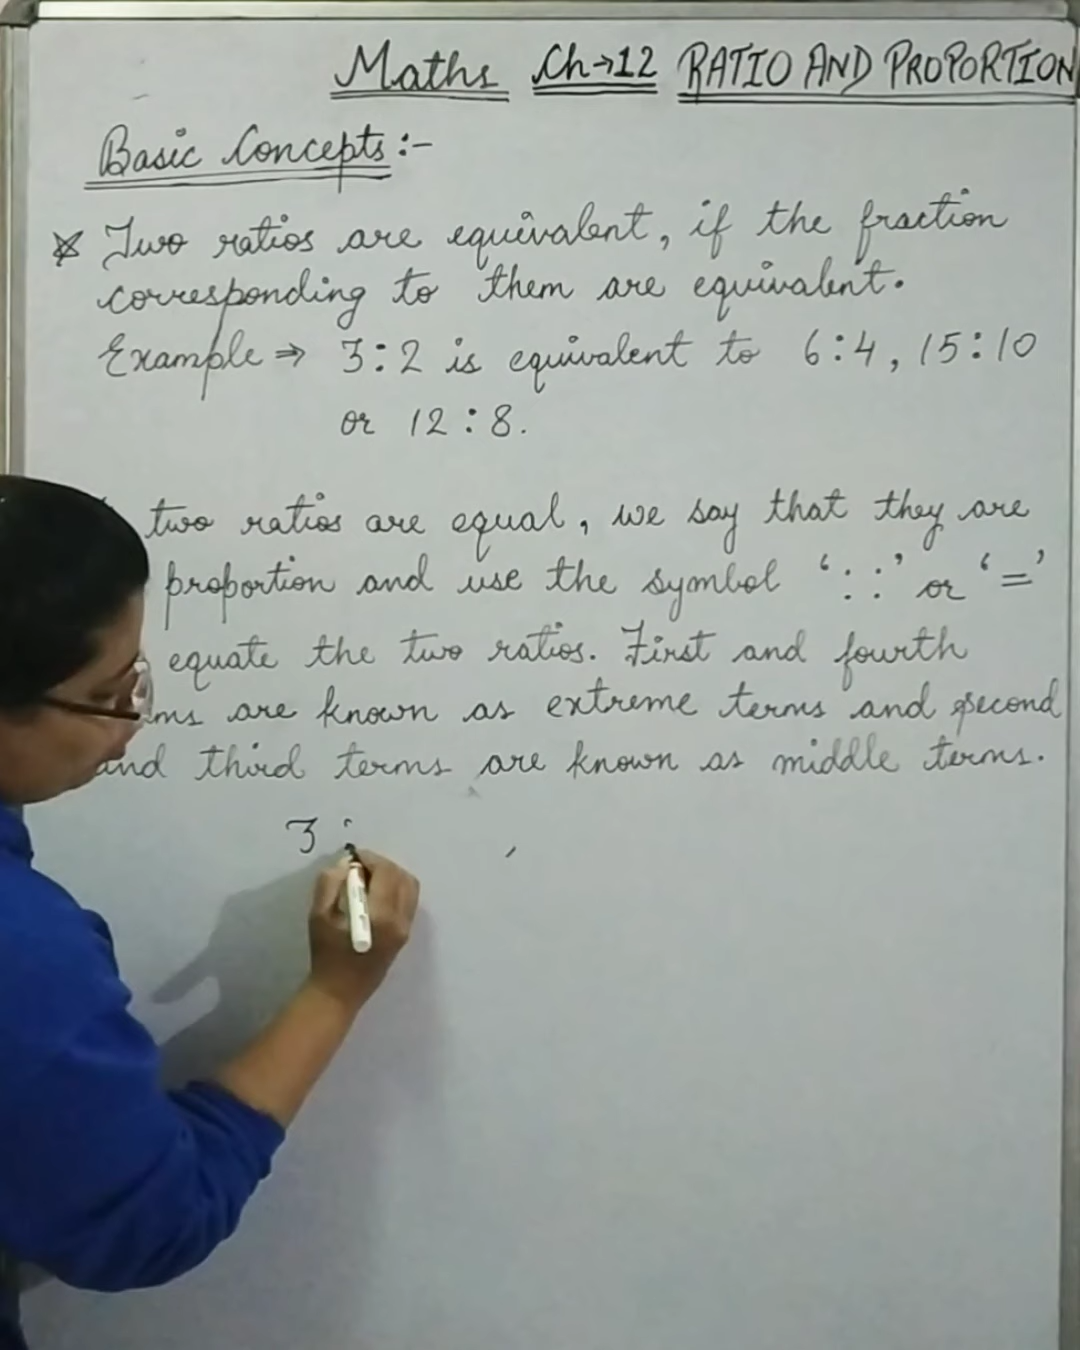 Maths Ch→12 RATIO AND PROPORTION
Basic Concepts :-
* Two ratios are equivalent, if the fraction
corresponding to them are equivalent.
Example ⇒ 3:2 is equivalent to 6:4, 15:10
or 12:8.
two ratios are equal, we say that they are
proportion and use the symbol '::' or '='
equate the two ratios. First and fourth
are known as extreme terms and second
and third terms are known as middle terms.
3 :